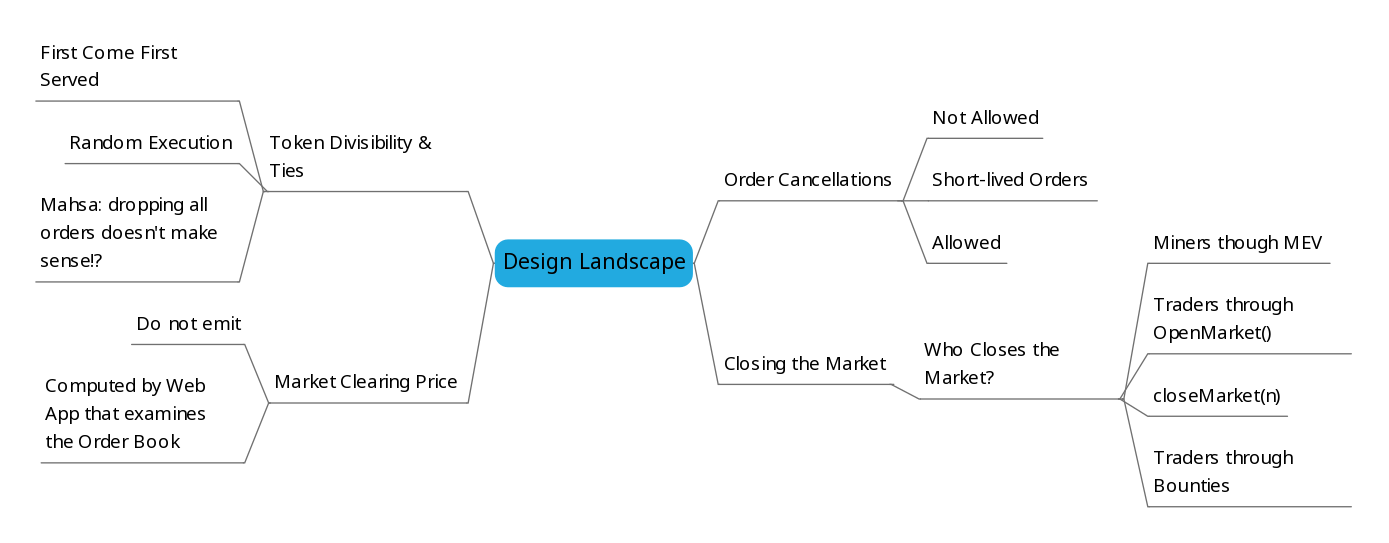 First Come First
Served
Random Execution
Mahsa: dropping all
orders doesn't make
sense!?
Token Divisibility &
Ties
Do not emit
Computed by Web
App that examines
the Order Book
Market Clearing Price
Design Landscape
Order Cancellations
Not Allowed
Short-lived Orders
Allowed
Closing the Market
Who Closes the
Market?
Miners though MEV
Traders through
OpenMarket()
closeMarket(n)
Traders through
Bounties